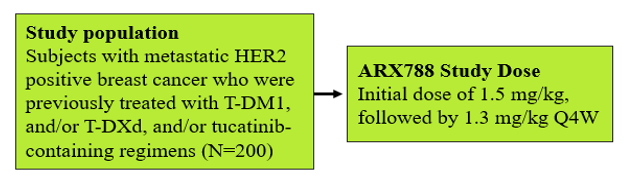 Study population
Subjects with metastatic HER2
positive breast cancer who were
previously treated with T-DM1,
and/or T-DXd, and/or tucatinib-
containing regimens (N=200)
ARX788 Study Dose
Initial dose of 1.5 mg/kg,
followed by 1.3 mg/kg Q4W